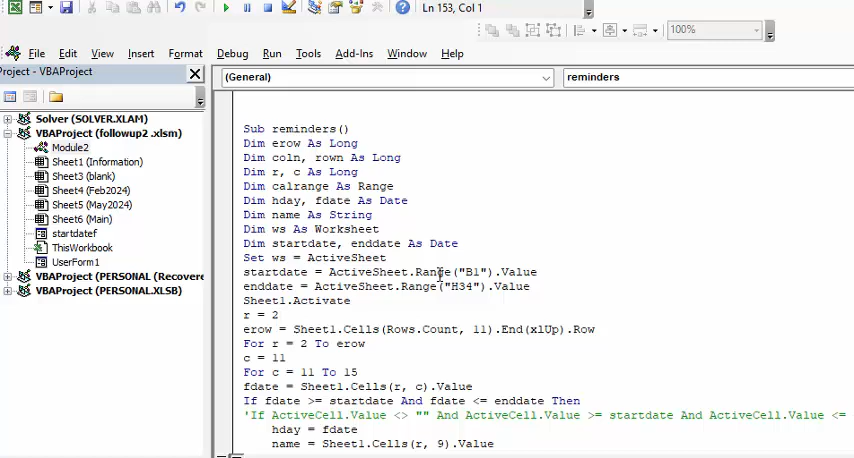 Ln 153, Col 1
100%
File Edit View Insert Format Debug Run Tools Add-Ins Window Help
Project - VBAProject
(General) reminders
Solver (SOLVER.XLAM)
VBAProject (followup2 .xlsm)
Module2
Sheet1 (Information)
Sheet3 (blank)
Sheet4 (Feb2024)
Sheet5 (May2024)
Sheet6 (Main)
startdatef
ThisWorkbook
UserForm1
VBAProject (PERSONAL (Recovere
VBAProject (PERSONAL.XLSB)
Sub reminders()
Dim erow As Long
Dim coln, rown As Long
Dim r, c As Long
Dim calrange As Range
Dim hday, fdate As Date
Dim name As String
Dim ws As Worksheet
Dim startdate, enddate As Date
Set ws = ActiveSheet
startdate = ActiveSheet.Range("B1").Value
enddate = ActiveSheet.Range("H34").Value
Sheet1.Activate
r = 2
erow = Sheet1.Cells(Rows.Count, 11).End(xlUp).Row
For r = 2 To erow
c = 11
For c = 11 To 15
fdate = Sheet1.Cells(r, c).Value
If fdate >= startdate And fdate <= enddate Then
'If ActiveCell.Value <> "" And ActiveCell.Value >= startdate And ActiveCell.Value <=
hday = fdate
name = Sheet1.Cells(r, 9).Value